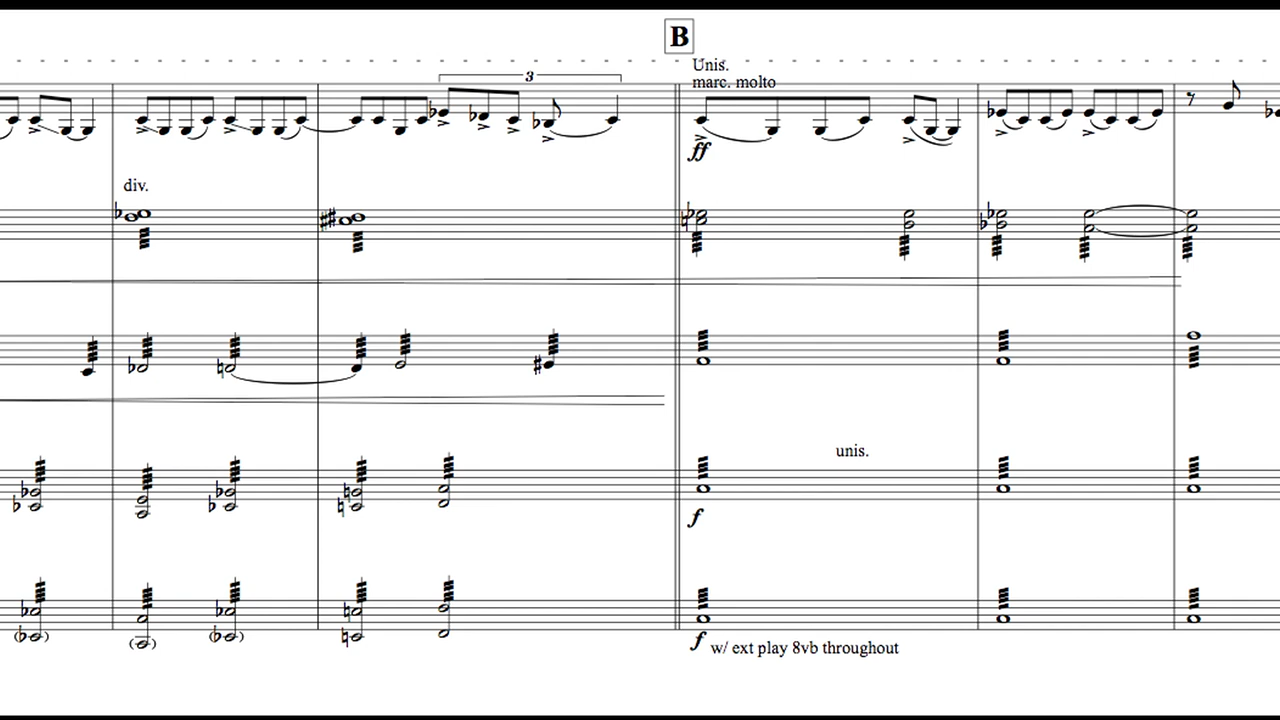 B
Unis.
marc. molto
3
ff
div.
unis.
f
f w/ ext play 8vb throughout